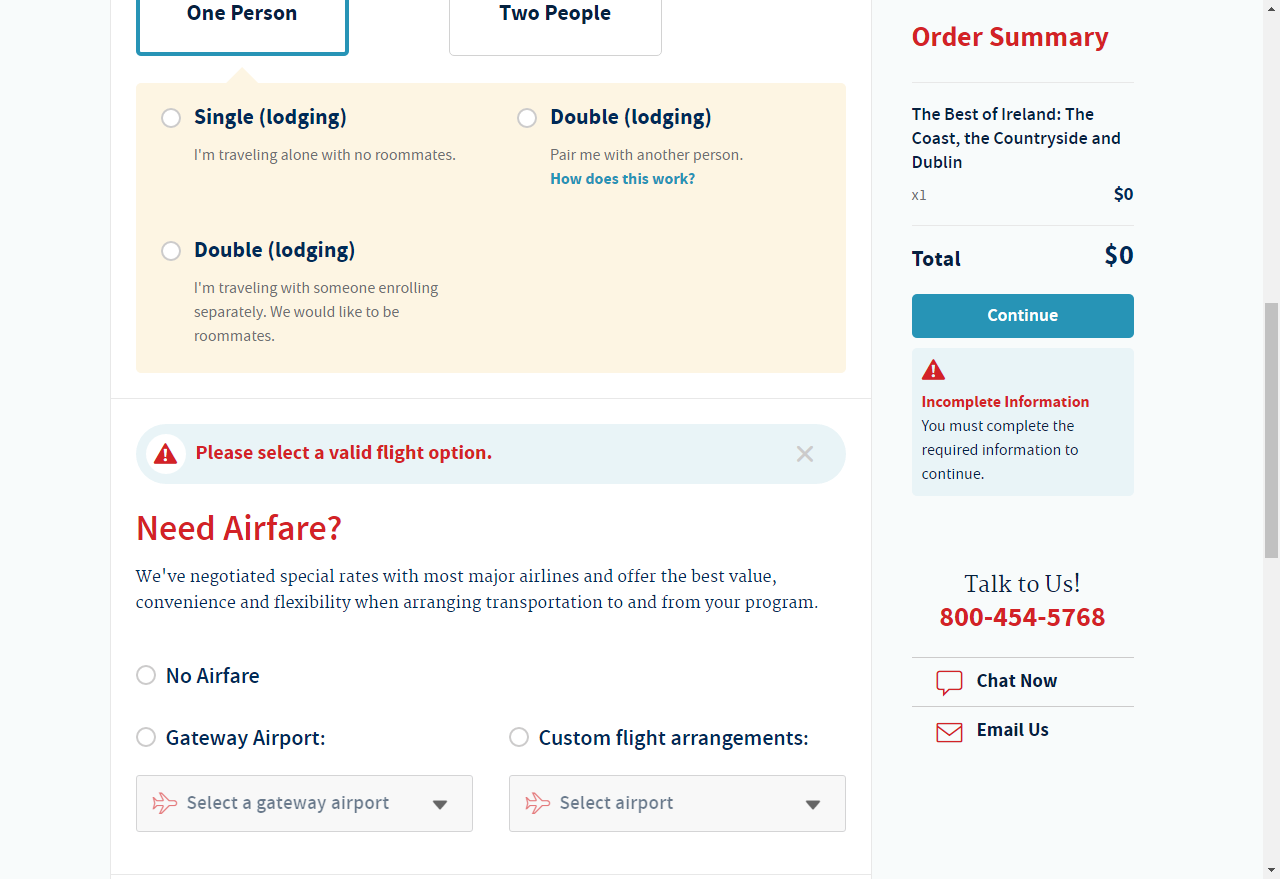 One Person
Two People
Single (lodging)
I'm traveling alone with no roommates.
Double (lodging)
Pair me with another person.
How does this work?
Double (lodging)
I'm traveling with someone enrolling
separately. We would like to be
roommates.
Please select a valid flight option.
Need Airfare?
We've negotiated special rates with most major airlines and offer the best value,
convenience and flexibility when arranging transportation to and from your program.
No Airfare
Gateway Airport:
Select a gateway airport
Custom flight arrangements:
Select airport
Order Summary
The Best of Ireland: The
Coast, the Countryside and
Dublin
x1 $0
Total $0
Continue
Incomplete Information
You must complete the
required information to
continue.
Talk to Us!
800-454-5768
Chat Now
Email Us